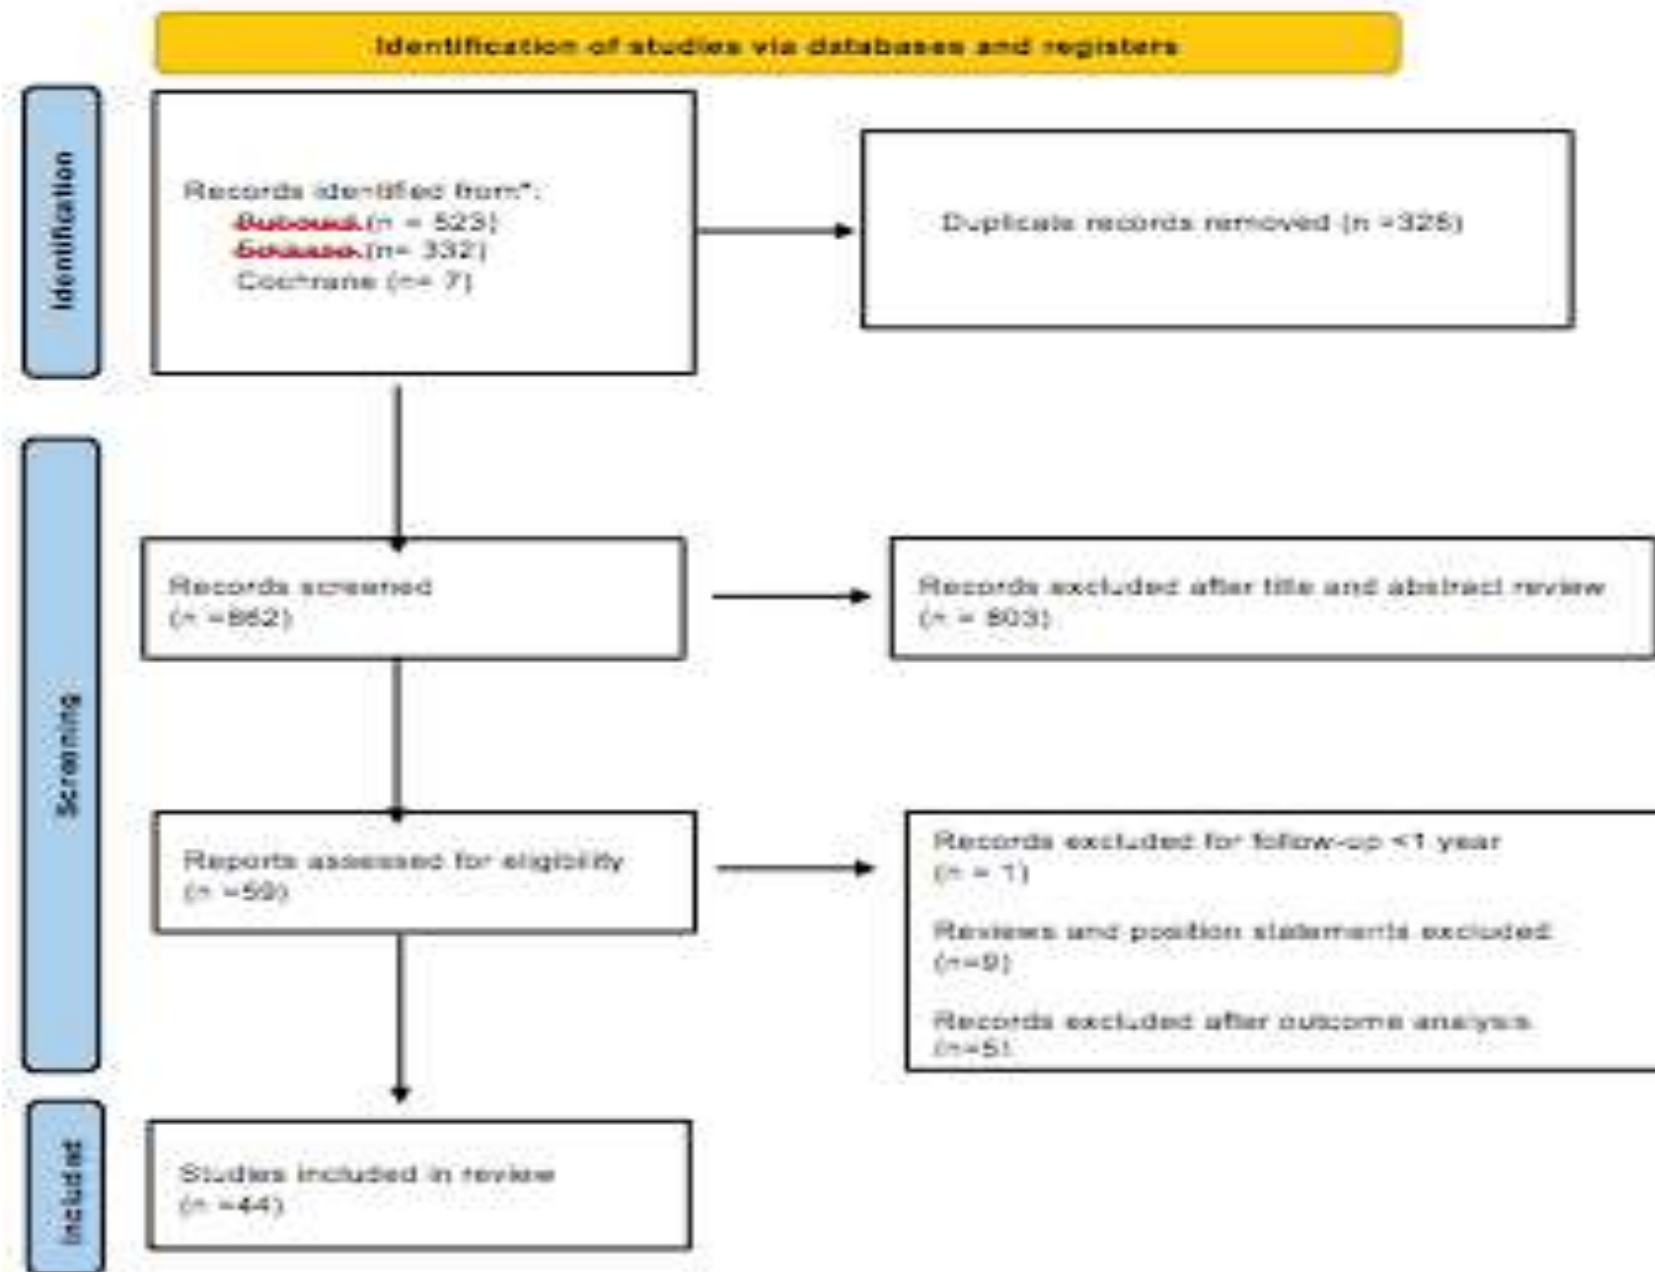 Identification of studies via databases and registers
Identification
Records identified from*:
(n = 523)
(n= 332)
Cochrane (n= 7)
Duplicate records removed (n
Screening
Records screened
(n =862)
Records excluded after title and abstract review
(n = 803)
Reports assessed for eligibility
(n =59)
Records excluded for follow-up <1 year
(n = 1)
Reviews and position statements excluded
(n=9)
Records excluded after outcome analysis
(n=5)
Included
Studies included in review
(n =44)